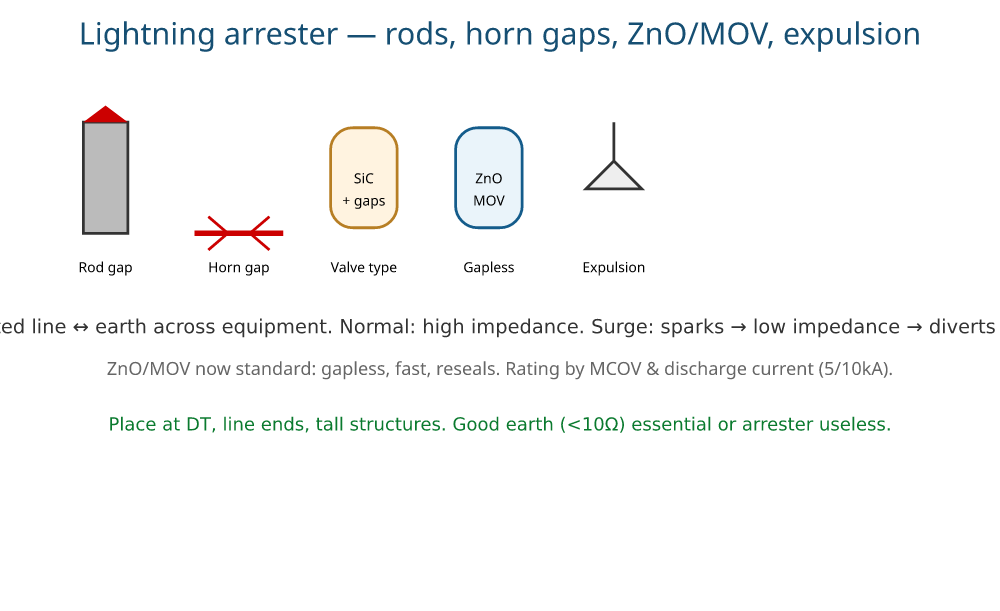 Lightning arrester — rods, horn gaps, ZnO/MOV, expulsion
SiC
+ gaps
ZnO
MOV
Rod gap
Horn gap
Valve type
Gapless
Expulsion
line ↔ earth across equipment. Normal: high impedance. Surge: sparks → low impedance → diverts
ZnO/MOV now standard: gapless, fast, reseals. Rating by MCOV & discharge current (5/10kA).
Place at DT, line ends, tall structures. Good earth (<10Ω) essential or arrester useless.